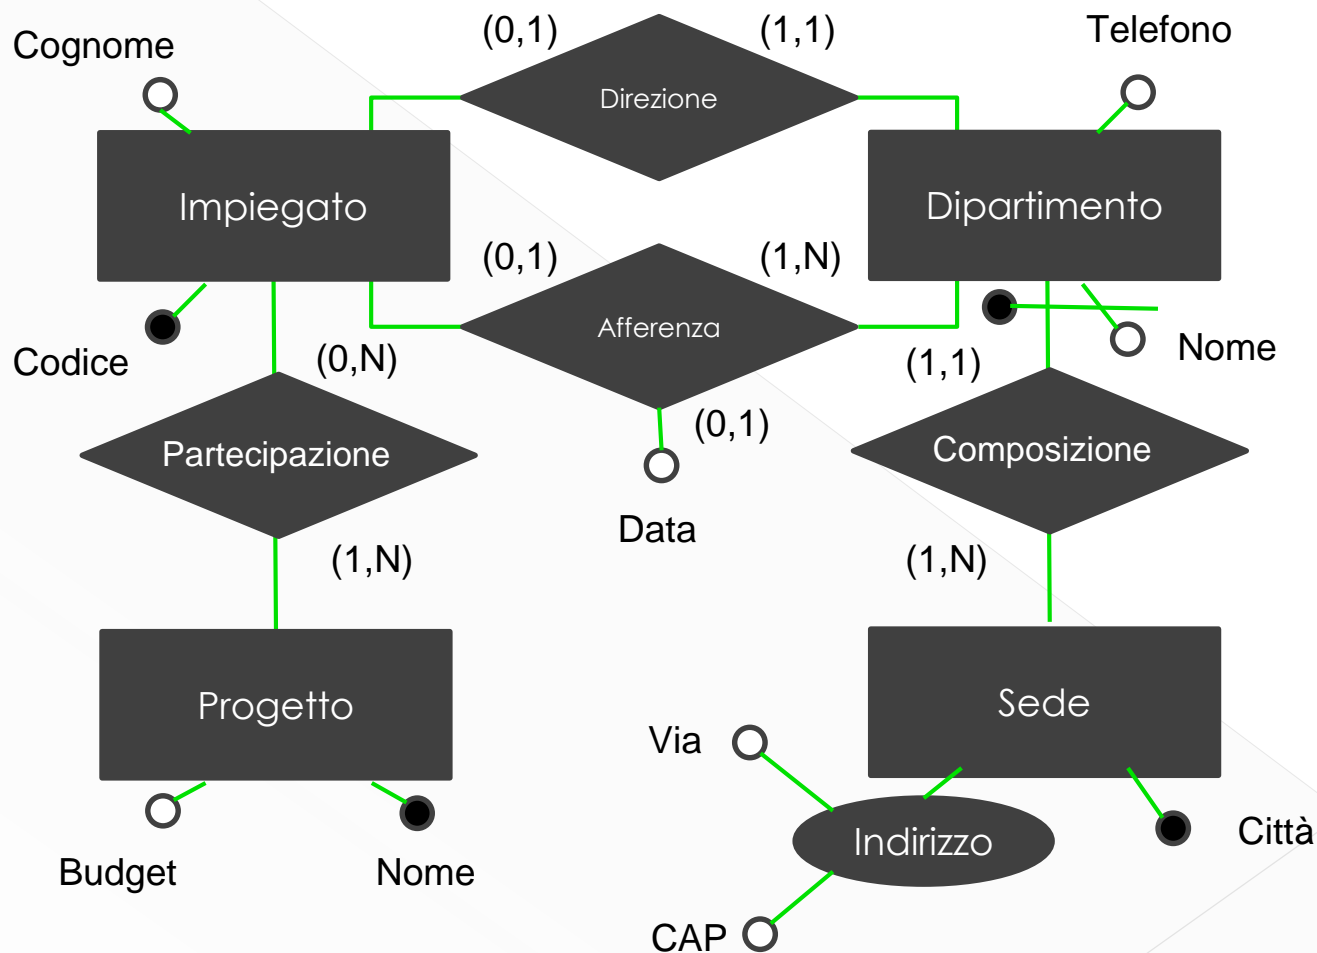 (0,1)
(1,1)
Telefono
Cognome
Direzione
Impiegato
Dipartimento
(0,1)
(1,N)
Afferenza
Codice
(0,N)
(1,1)
Nome
(0,1)
Partecipazione
Composizione
Data
(1,N)
(1,N)
Progetto
Sede
Via
Indirizzo
Città
Budget
Nome
CAP